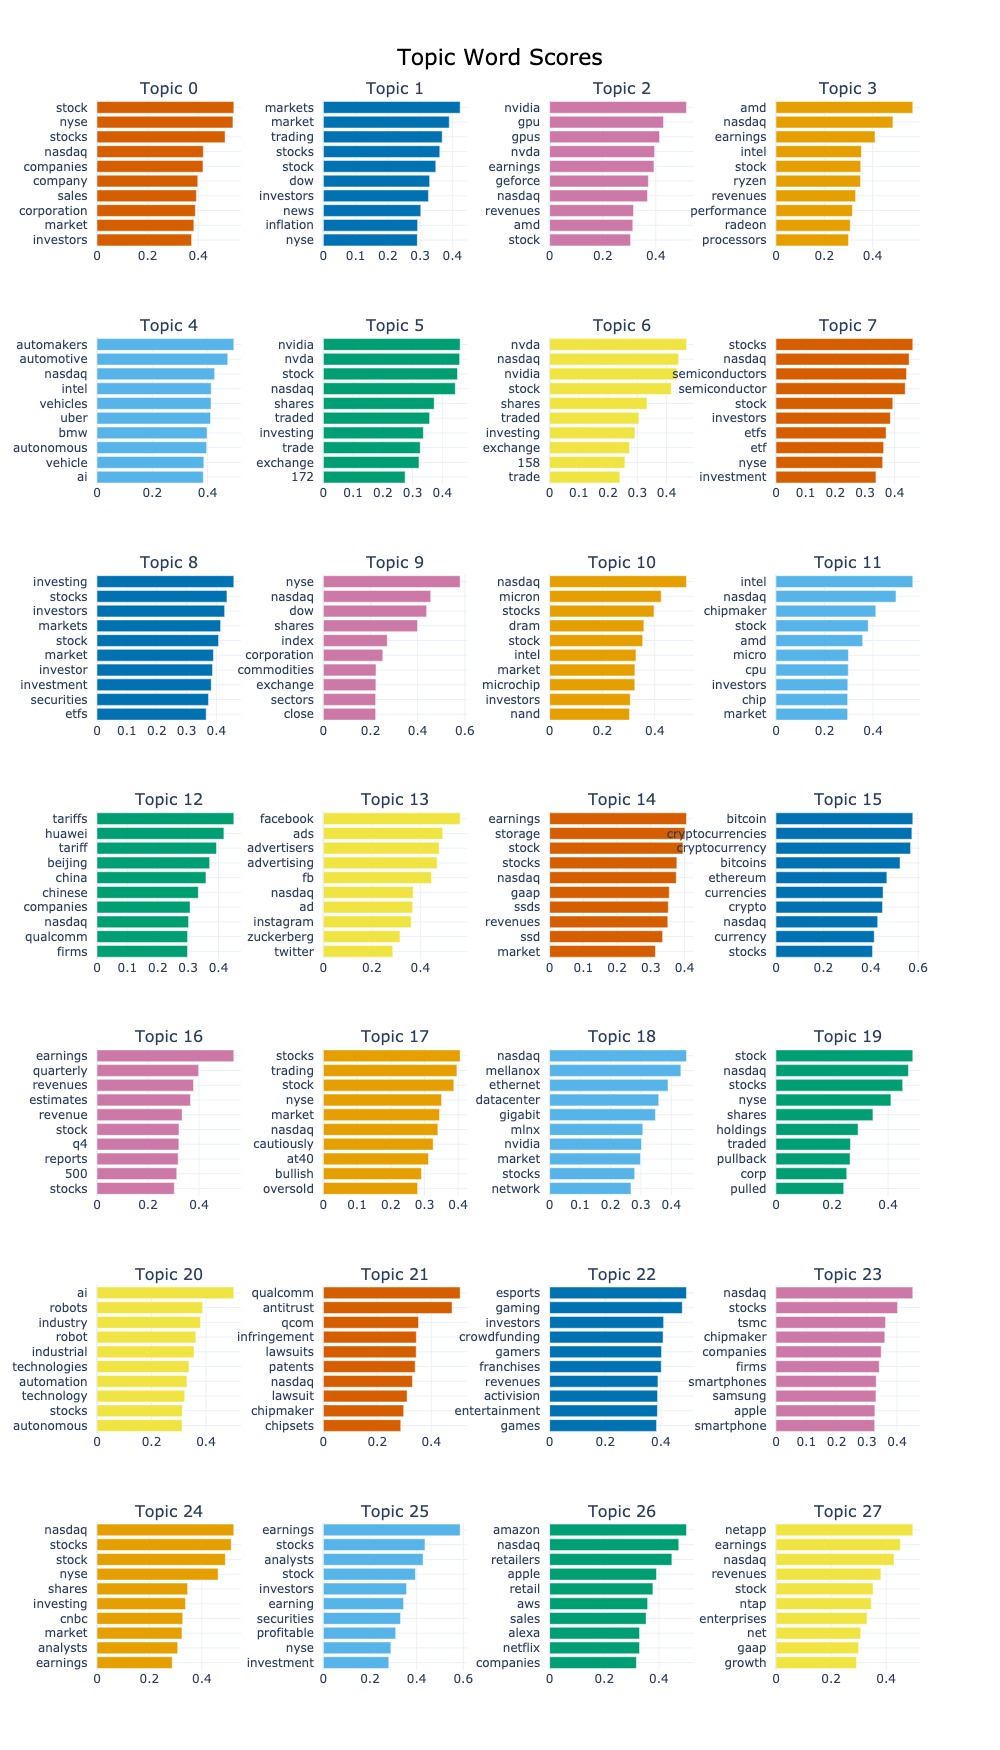 Topic Word Scores
Topic 0
stock
nyse
stocks
nasdaq
companies
company
sales
corporation
market
investors
0 0.2 0.4
Topic 1
markets
market
trading
stocks
stock
dow
investors
news
inflation
nyse
0 0.1 0.2 0.3 0.4
Topic 2
nvidia
gpu
gpus
nvda
earnings
geforce
nasdaq
revenues
amd
stock
0 0.2 0.4
Topic 3
amd
nasdaq
earnings
intel
stock
ryzen
revenues
performance
radeon
processors
0 0.2 0.4
Topic 4
automakers
automotive
nasdaq
intel
vehicles
uber
bmw
autonomous
vehicle
ai
0 0.2 0.4
Topic 5
nvidia
nvda
stock
nasdaq
shares
traded
investing
trade
exchange
172
0 0.1 0.2 0.3 0.4
Topic 6
nvda
nasdaq
nvidia
stock
shares
traded
investing
exchange
158
trade
0 0.1 0.2 0.3 0.4
Topic 7
stocks
nasdaq
semiconductors
semiconductor
stock
investors
etfs
etf
nyse
investment
0 0.1 0.2 0.3 0.4
Topic 8
investing
stocks
investors
markets
stock
market
investor
investment
securities
etfs
0 0.1 0.2 0.3 0.4
Topic 9
nyse
nasdaq
dow
shares
index
corporation
commodities
exchange
sectors
close
0 0.2 0.4 0.6
Topic 10
nasdaq
micron
stocks
dram
stock
intel
market
microchip
investors
nand
0 0.2 0.4
Topic 11
intel
nasdaq
chipmaker
stock
amd
micro
cpu
investors
chip
market
0 0.2 0.4
Topic 12
tariffs
huawei
tariff
beijing
china
chinese
companies
nasdaq
qualcomm
firms
0 0.1 0.2 0.3 0.4
Topic 13
facebook
ads
advertisers
advertising
fb
nasdaq
ad
instagram
zuckerberg
twitter
0 0.2 0.4
Topic 14
earnings
storage
stock
stocks
nasdaq
gaap
ssds
revenues
ssd
market
0 0.1 0.2 0.3 0.4
Topic 15
bitcoin
cryptocurrencies
cryptocurrency
bitcoins
ethereum
currencies
crypto
nasdaq
currency
stocks
0 0.2 0.4 0.6
Topic 16
earnings
quarterly
revenues
estimates
revenue
stock
q4
reports
500
stocks
0 0.2 0.4
Topic 17
stocks
trading
stock
nyse
market
nasdaq
cautiously
at40
bullish
oversold
0 0.1 0.2 0.3 0.4
Topic 18
nasdaq
mellanox
ethernet
datacenter
gigabit
mlnx
nvidia
market
stocks
network
0 0.1 0.2 0.3 0.4
Topic 19
stock
nasdaq
stocks
nyse
shares
holdings
traded
pullback
corp
pulled
0 0.2 0.4
Topic 20
ai
robots
industry
robot
industrial
technologies
automation
technology
stocks
autonomous
0 0.2 0.4
Topic 21
qualcomm
antitrust
qcom
infringement
lawsuits
patents
nasdaq
lawsuit
chipmaker
chipsets
0 0.2 0.4
Topic 22
esports
gaming
investors
crowdfunding
gamers
franchises
revenues
activision
entertainment
games
0 0.2 0.4
Topic 23
nasdaq
stocks
tsmc
chipmaker
companies
firms
smartphones
samsung
apple
smartphone
0 0.1 0.2 0.3 0.4
Topic 24
nasdaq
stocks
stock
nyse
shares
investing
cnbc
market
analysts
earnings
0 0.2 0.4
Topic 25
earnings
stocks
analysts
stock
investors
earning
securities
profitable
nyse
investment
0 0.2 0.4 0.6
Topic 26
amazon
nasdaq
retailers
apple
retail
aws
sales
alexa
netflix
companies
0 0.2 0.4
Topic 27
netapp
earnings
nasdaq
revenues
stock
ntap
enterprises
net
gaap
growth
0 0.2 0.4